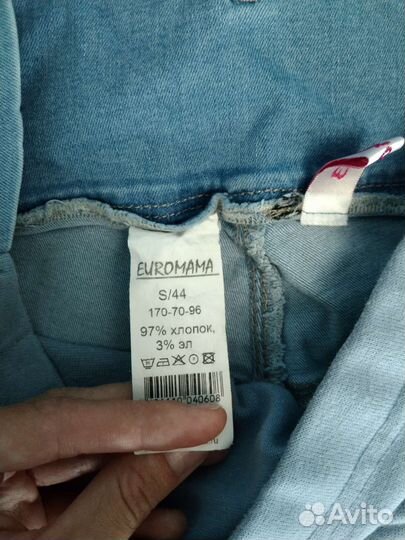 EUROMAMA
S/44
170-70-96
97% хлопок,
3% эл
040608
Avito